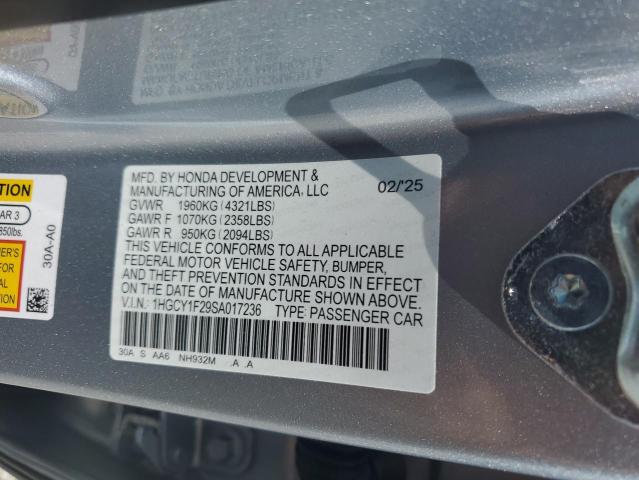 MFD. BY HONDA DEVELOPMENT &
MANUFACTURING OF AMERICA, LLC 02/'25
GVWR 1960KG (4321LBS)
GAWR F 1070KG (2358LBS)
GAWR R 950KG (2094LBS)
THIS VEHICLE CONFORMS TO ALL APPLICABLE
FEDERAL MOTOR VEHICLE SAFETY, BUMPER,
AND THEFT PREVENTION STANDARDS IN EFFECT
ON THE DATE OF MANUFACTURE SHOWN ABOVE.
V.I.N.: 1HGCY1F29SA017236 TYPE: PASSENGER CAR
30A S AA6 NH932M .A .A
AR 3
850lbs.
30A-A0